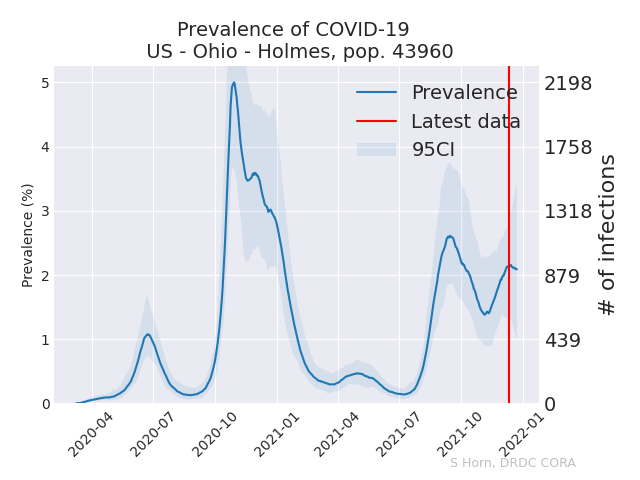 Prevalence of COVID-19
US - Ohio - Holmes, pop. 43960
Prevalence
Latest data
95CI
Prevalence (%)
5
4
3
2
1
0
2198
1758
1318
879
439
0
# of infections
2020-04
2020-07
2020-10
2021-01
2021-04
2021-07
2021-10
2022-01
S Horn, DRDC CORA